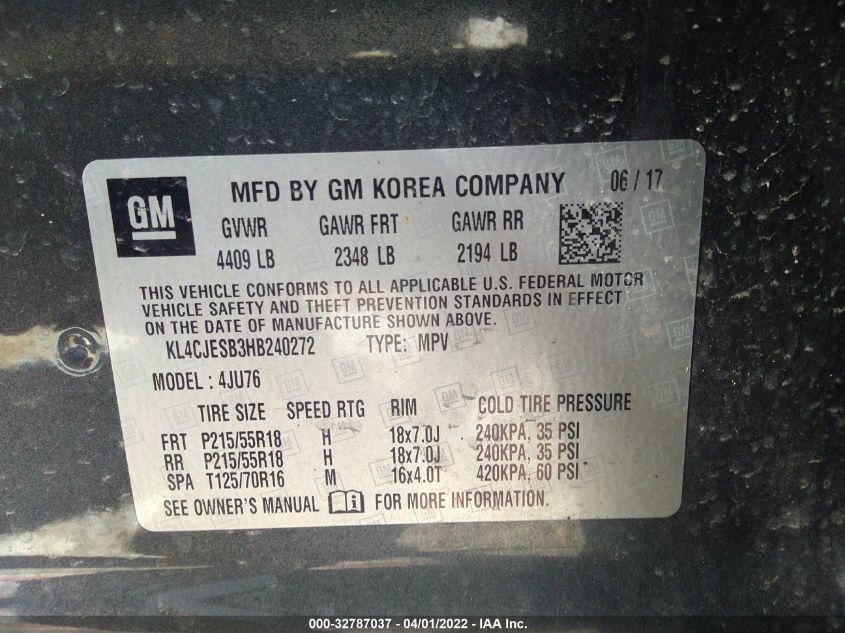 GM MFD BY GM KOREA COMPANY 06 / 17
GVWR GAWR FRT GAWR RR
4409 LB 2348 LB 2194 LB
THIS VEHICLE CONFORMS TO ALL APPLICABLE U.S. FEDERAL MOTOR
VEHICLE SAFETY AND THEFT PREVENTION STANDARDS IN EFFECT
ON THE DATE OF MANUFACTURE SHOWN ABOVE.
KL4CJESB3HB240272 TYPE: MPV
MODEL : 4JU76
TIRE SIZE SPEED RTG RIM COLD TIRE PRESSURE
FRT P215/55R18 H 18x7.0J 240KPA, 35 PSI
RR P215/55R18 H 18x7.0J 240KPA, 35 PSI
SPA T125/70R16 M 16x4.0T 420KPA, 60 PSI
SEE OWNER'S MANUAL i FOR MORE INFORMATION.
000-32787037 - 04/01/2022 - IAA Inc.